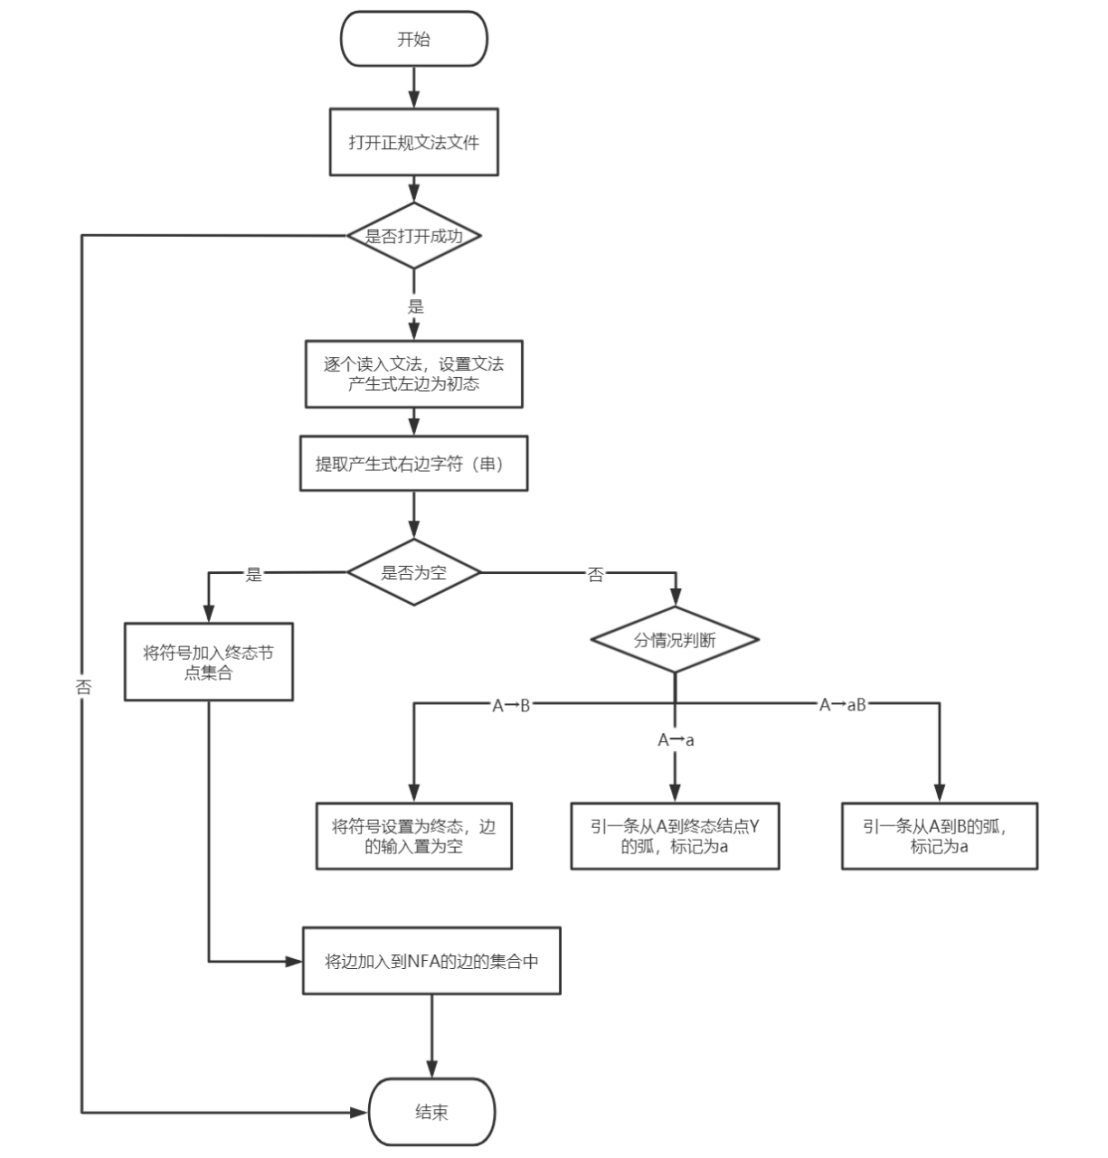 开始
打开正规文法文件
是否打开成功
是
逐个读入文法，设置文法
产生式左边为初态
提取产生式右边字符（串）
是否为空
是
否
将符号加入终态节
点集合
分情况判断
否
A→B
A→aB
A→a
将符号设置为终态，边
的输入置为空
引一条从A到终态结点Y
的弧，标记为a
引一条从A到B的弧，
标记为a
将边加入到NFA的边的集合中
结束